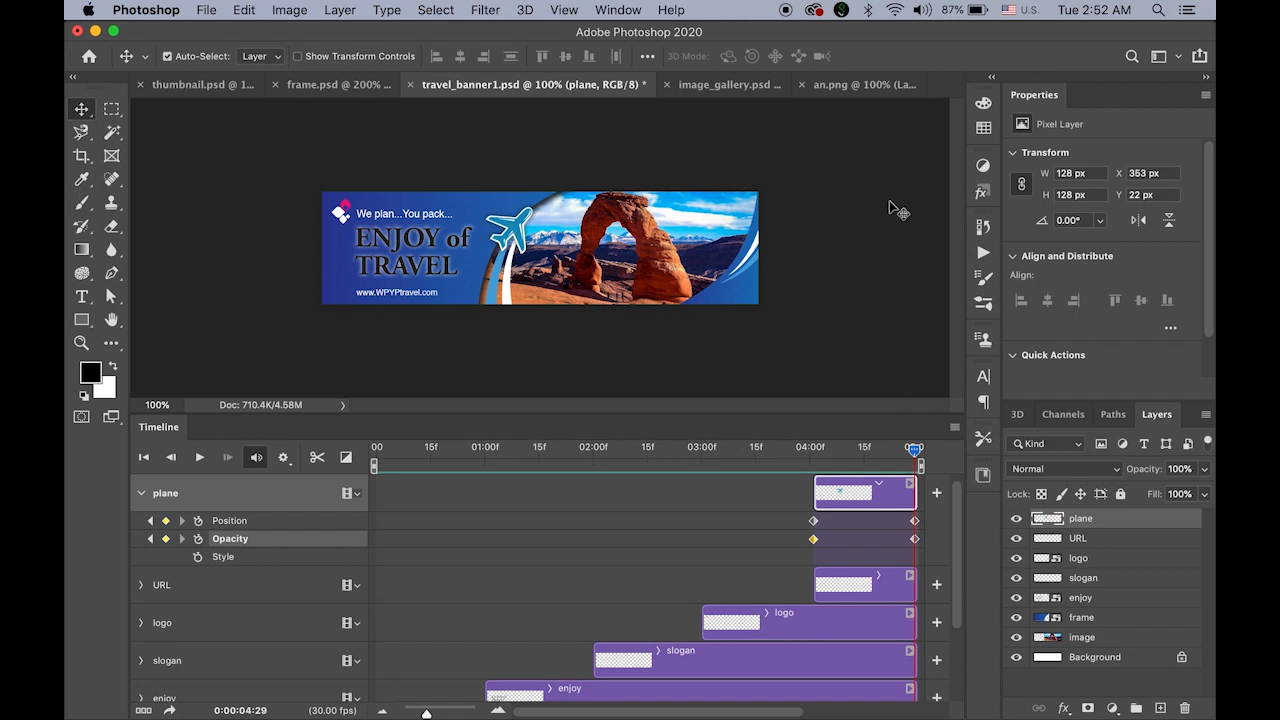 Photoshop File Edit Image Layer Type Select Filter 3D View Window Help 87% U.S. Tue 2:52 AM
Adobe Photoshop 2020
Auto-Select: Layer Show Transform Controls 3D Mode:
thumbnail.psd @ 1... frame.psd @ 200% ... travel_banner1.psd @ 100% (plane, RGB/8) * image_gallery.psd ... an.png @ 100% (La...
Properties
Pixel Layer
Transform
W 128 px X 353 px
H 128 px Y 22 px
0.00°
Align and Distribute
Align:
Quick Actions
We plan...You pack...
ENJOY of
TRAVEL
www.WPYPtravel.com
100% Doc: 710.4K/4.58M
Timeline
00 15f 01:00f 15f 02:00f 15f 03:00f 15f 04:00f 15f
plane
Position
Opacity
Style
URL
logo logo
slogan slogan
enjoy enjoy
0:00:04:29 (30.00 fps)
3D Channels Paths Layers
Kind
Normal Opacity: 100%
Lock: Fill: 100%
plane
URL
logo
slogan
enjoy
frame
image
Background